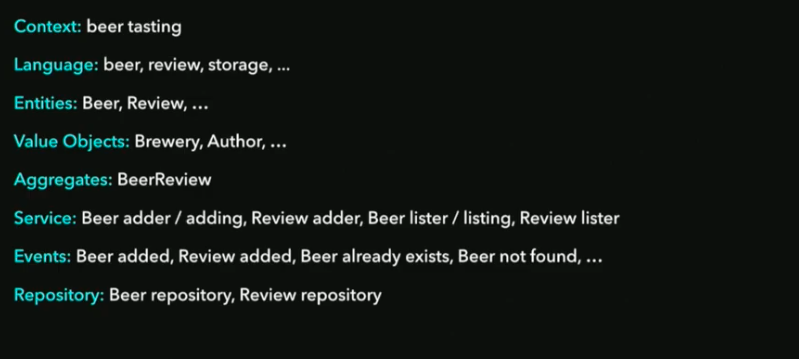 Context: beer tasting
Language: beer, review, storage, ...
Entities: Beer, Review, ...
Value Objects: Brewery, Author, ...
Aggregates: BeerReview
Service: Beer adder / adding, Review adder, Beer lister / listing, Review lister
Events: Beer added, Review added, Beer already exists, Beer not found, ...
Repository: Beer repository, Review repository